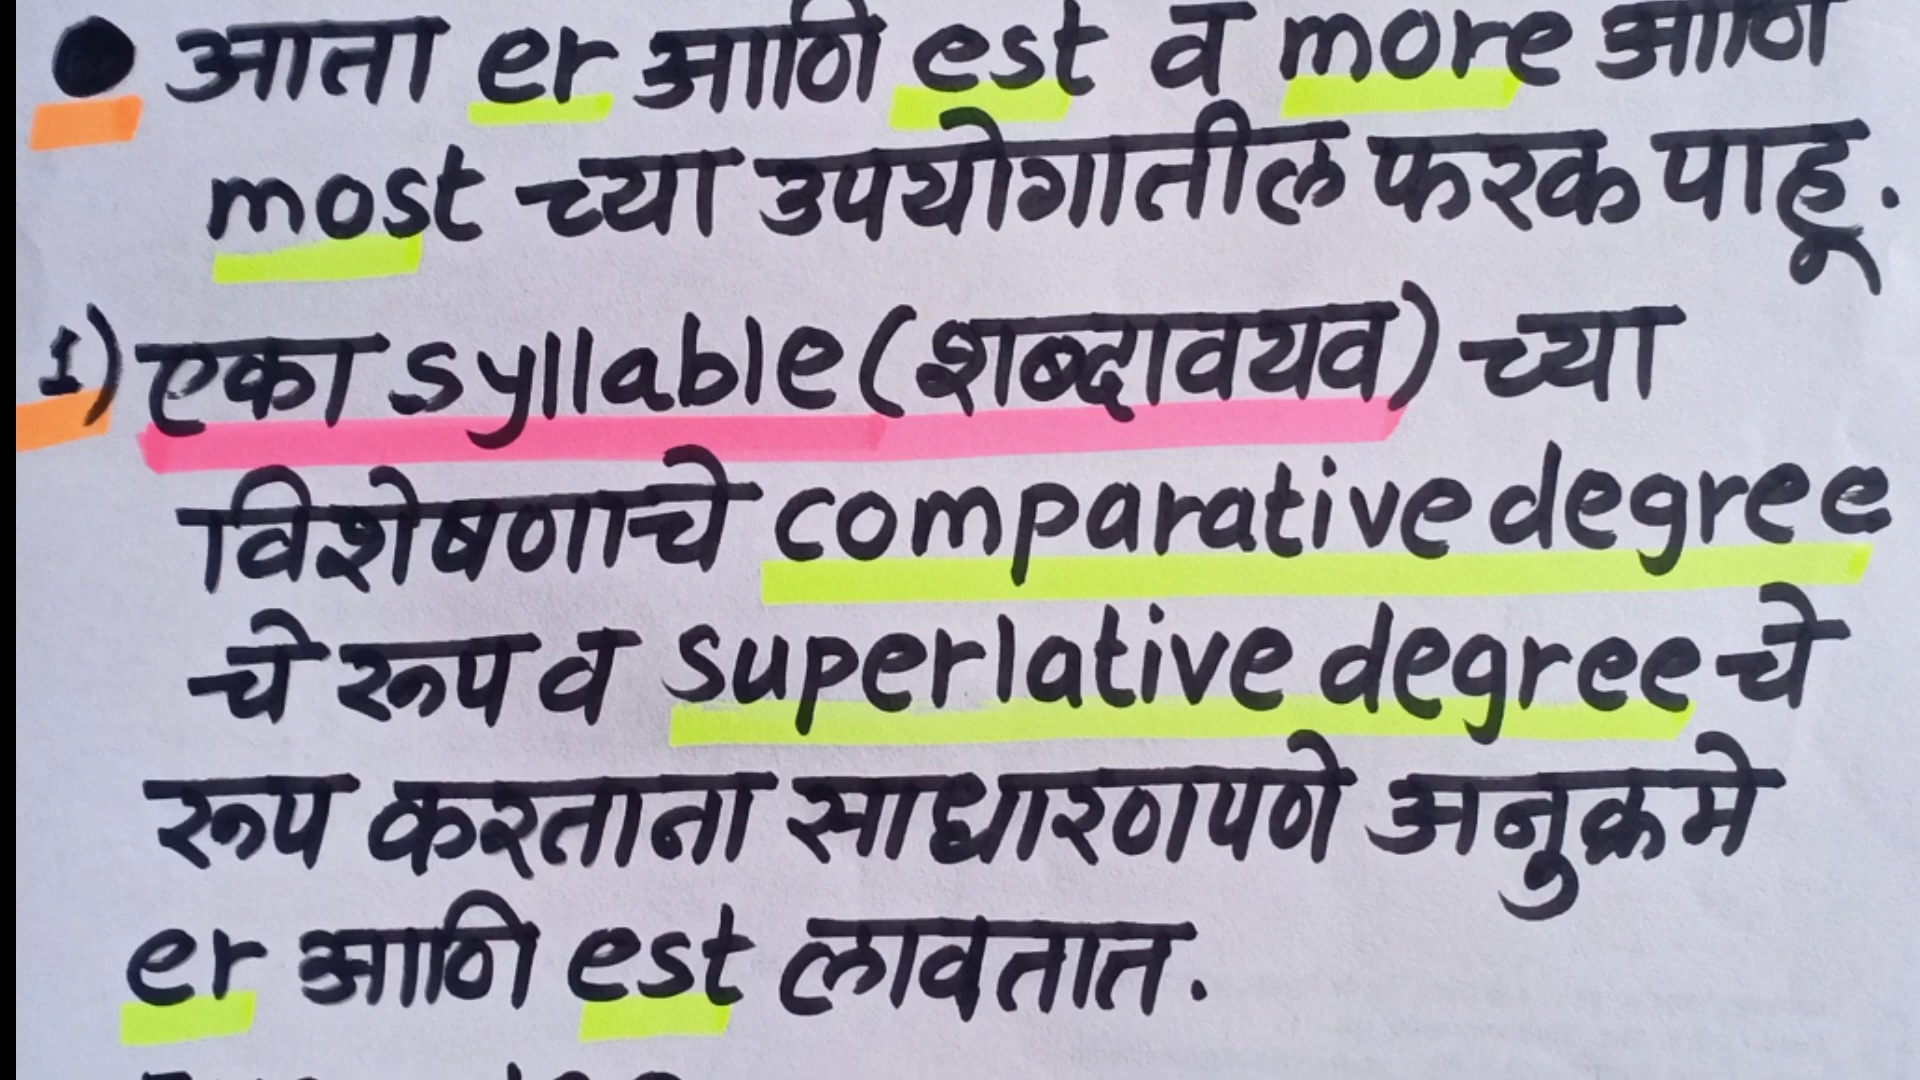 ● आता er आणि est व more आणि
most च्या उपयोगातील फरक पाहू.
1) एका syllable (शब्दावयव) च्या
विशेषणाचे comparative degree
चे रूप व superlative degree चे
रूप करताना साधारणपणे अनुक्रमे
er आणि est लावतात.